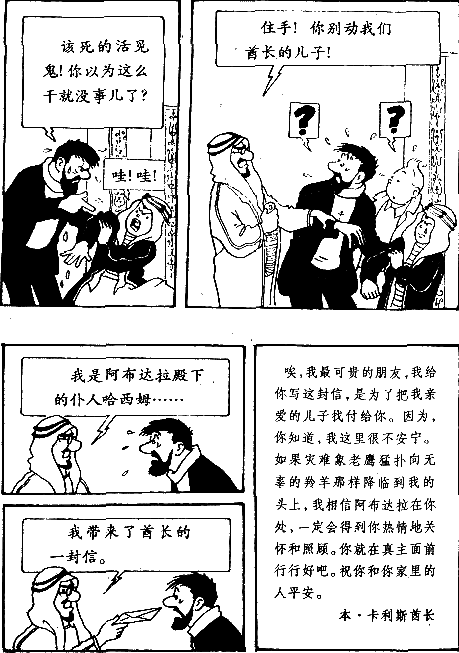 该死的活见
鬼！你以为这么
干就没事儿了？
哇！哇！
住手！你别动我们
酋长的儿子！
?
?
我是阿布达拉殿下
的仆人哈西姆……
我带来了酋长的
一封信。
唉，我最可贵的朋友，我给
你写这封信，是为了把我亲
爱的儿子找付给你。因为，
你知道，我这里很不安宁。
如果灾难象老鹰猛扑向无
辜的羚羊那样降临到我的
头上，我相信阿布达拉在你
处，一定会得到你热情地关
怀和照顾。你就在真主面前
行行好吧。祝你和你家里的
人平安。
本·卡利斯酋长